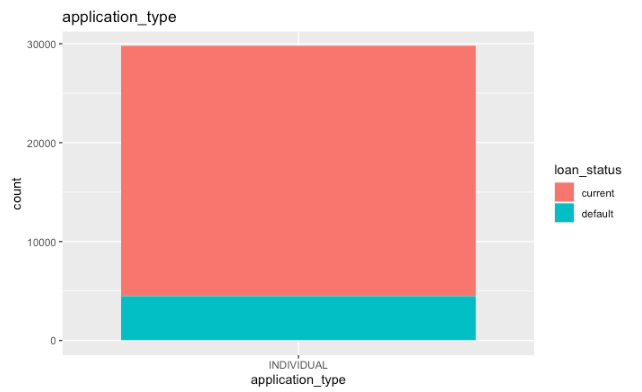 application_type
30000
20000
10000
0
count
INDIVIDUAL
application_type
loan_status
current
default